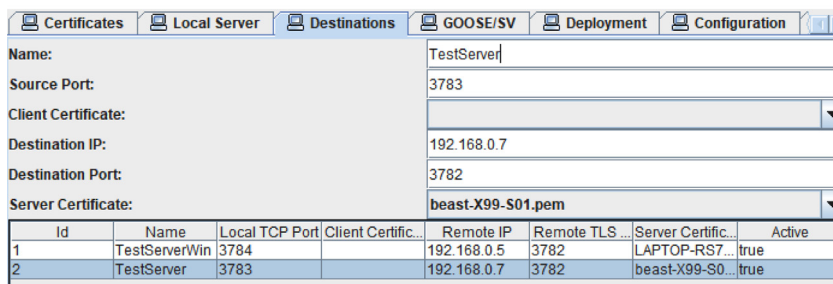 Certificates Local Server Destinations GOOSE/SV Deployment Configuration
Name: TestServer
Source Port: 3783
Client Certificate:
Destination IP: 192.168.0.7
Destination Port: 3782
Server Certificate: beast-X99-S01.pem
Id Name Local TCP Port Client Certific... Remote IP Remote TLS ... Server Certific... Active
1 TestServerWin 3784 192.168.0.5 3782 LAPTOP-RS7... true
2 TestServer 3783 192.168.0.7 3782 beast-X99-S0... true